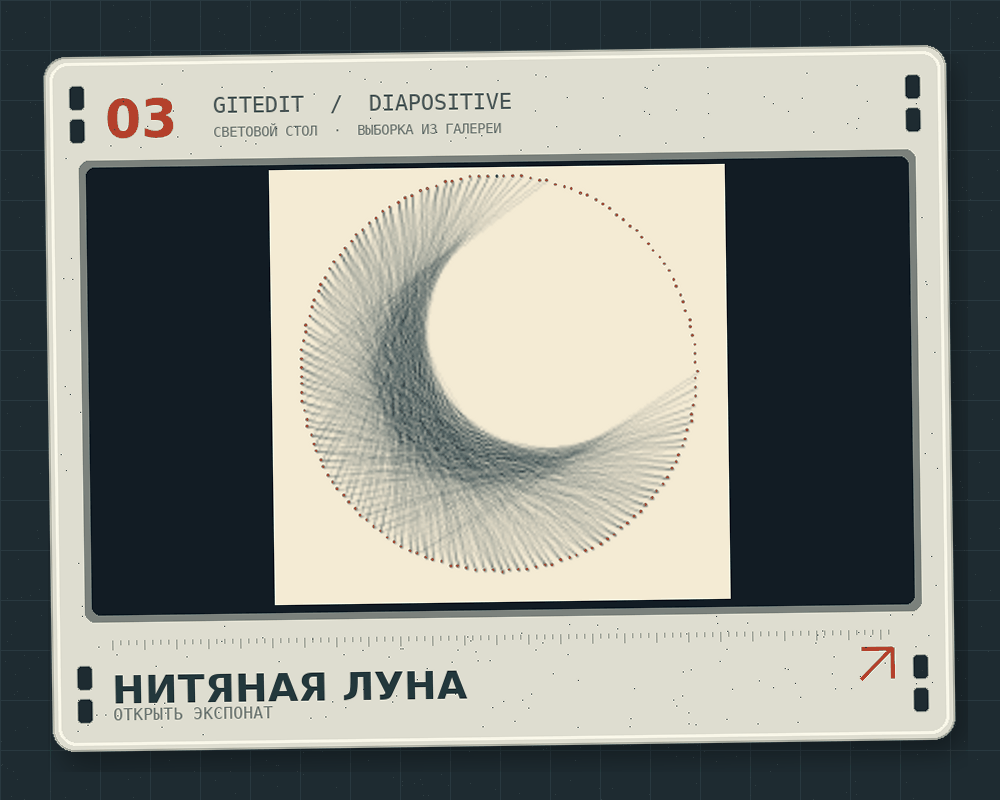 03
GITEDIT / DIAPOSITIVE
СВЕТОВОЙ СТОЛ · ВЫБОРКА ИЗ ГАЛЕРЕИ
НИТЯНАЯ ЛУНА
ОТКРЫТЬ ЭКСПОНАТ